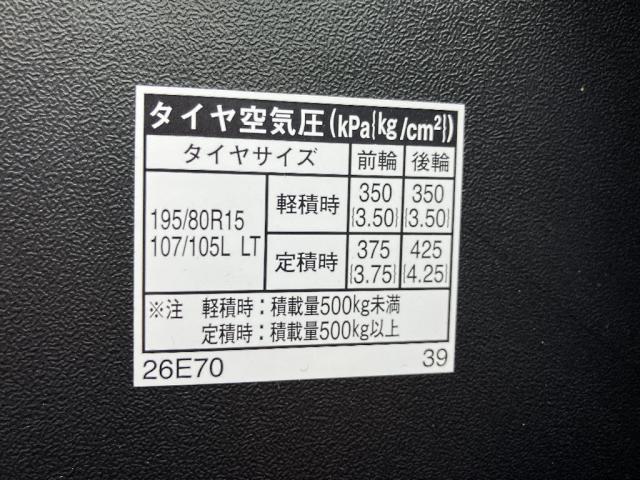 タイヤ空気圧(kPa{kg/cm²})
タイヤサイズ 前輪 後輪
195/80R15
107/105L LT
軽積時 350 350
{3.50} {3.50}
定積時 375 425
{3.75} {4.25}
※注 軽積時:積載量500kg未満
定積時:積載量500kg以上
26E70 39